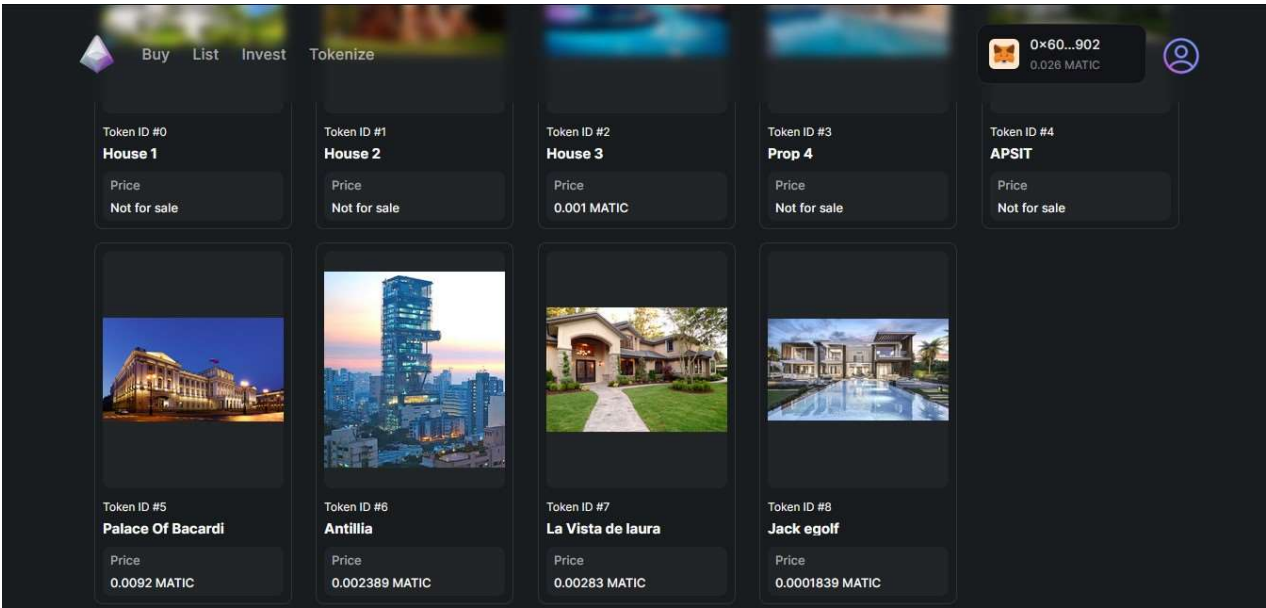 Buy List Invest Tokenize
0×60...902
0.026 MATIC
Token ID #0
House 1
Price
Not for sale
Token ID #1
House 2
Price
Not for sale
Token ID #2
House 3
Price
0.001 MATIC
Token ID #3
Prop 4
Price
Not for sale
Token ID #4
APSIT
Price
Not for sale
Token ID #5
Palace Of Bacardi
Price
0.0092 MATIC
Token ID #6
Antillia
Price
0.002389 MATIC
Token ID #7
La Vista de laura
Price
0.00283 MATIC
Token ID #8
Jack egolf
Price
0.0001839 MATIC